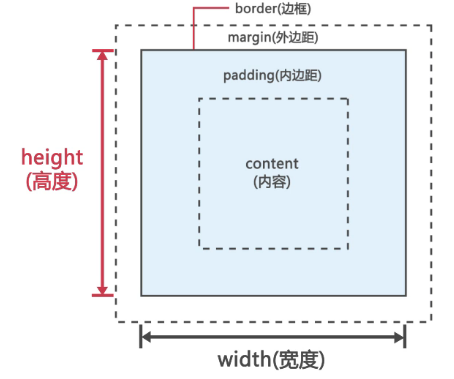 border(边框)
margin(外边距)
padding(内边距)
content
(内容)
height
(高度)
width(宽度)